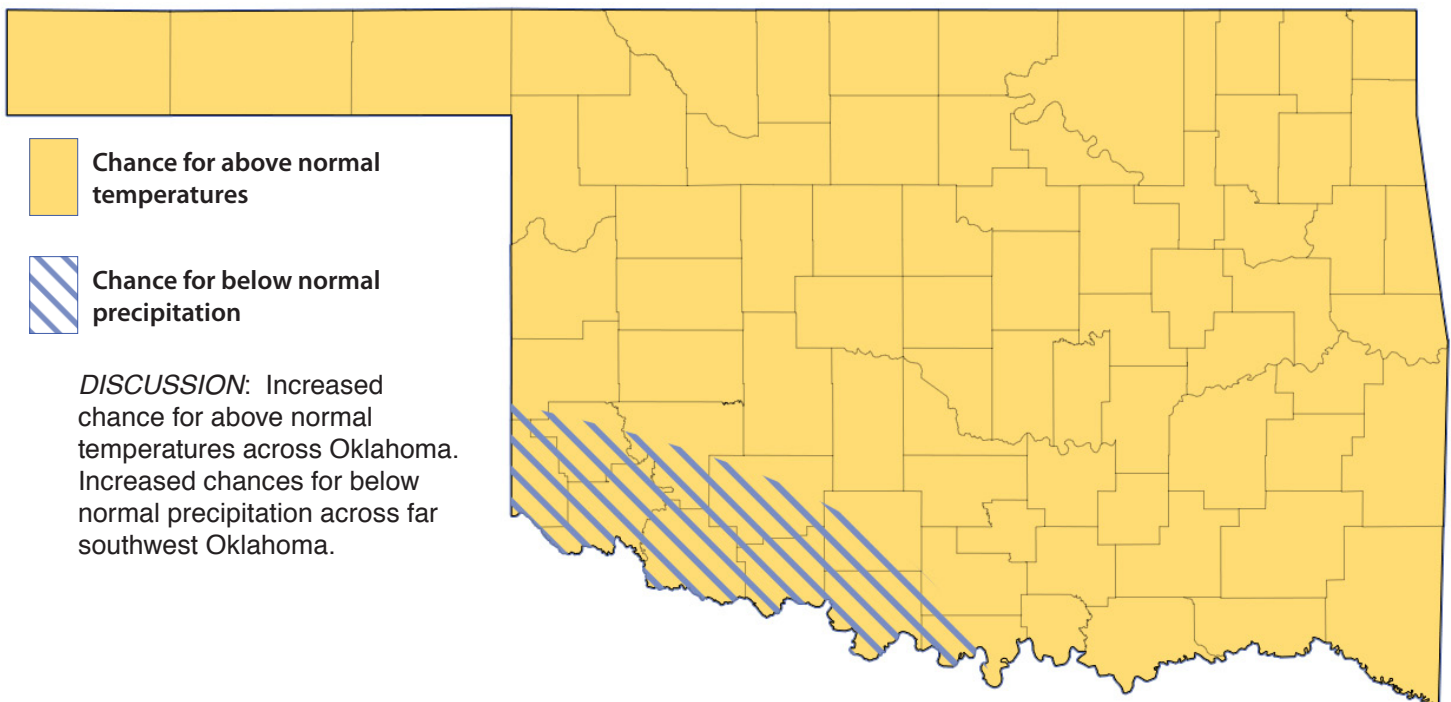 Chance for above normal
temperatures
Chance for below normal
precipitation
DISCUSSION: Increased
chance for above normal
temperatures across Oklahoma.
Increased chances for below
normal precipitation across far
southwest Oklahoma.